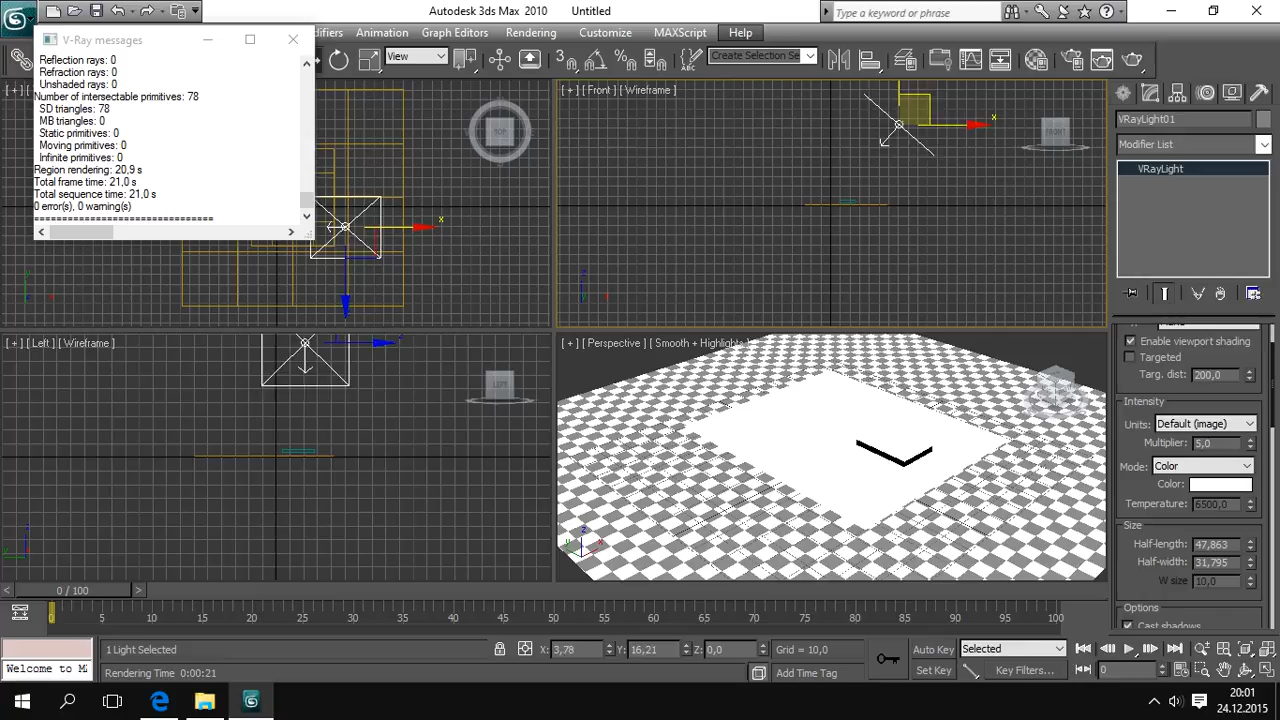 Autodesk 3ds Max 2010 Untitled
Type a keyword or phrase
V-Ray messages
Animation Graph Editors Rendering Customize MAXScript Help
View
Create Selection Se
Reflection rays: 0
Refraction rays: 0
Unshaded rays: 0
Number of intersectable primitives: 78
SD triangles: 78
MB triangles: 0
Static primitives: 0
Moving primitives: 0
Infinite primitives: 0
Region rendering: 20,9 s
Total frame time: 21,0 s
Total sequence time: 21,0 s
0 error(s), 0 warning(s)
==============================
[ + ] [ Front ] [ Wireframe ]
x
FRONT
z
x
TOP
x
VRayLight01
Modifier List
VRayLight
[ + ] [ Left ] [ Wireframe ]
LEFT
[ + ] [ Perspective ] [ Smooth + Highlights ]
Enable viewport shading
Targeted
Targ. dist: 200,0
Intensity
Units: Default (image)
Multiplier: 5,0
Mode: Color
Color:
Temperature: 6500,0
Size
Half-length: 47,863
Half-width: 31,795
W size 10,0
Options
Cast shadows
0 / 100
0 5 10 15 20 25 30 35 40 45 50 55 60 65 70 75 80 85 90 95 100
1 Light Selected
X: 3,78 Y: 16,21 Z: 0,0
Grid = 10,0
Auto Key Selected
Welcome to M
Rendering Time 0:00:21
Add Time Tag
Set Key Key Filters... 0
20:01
24.12.2015